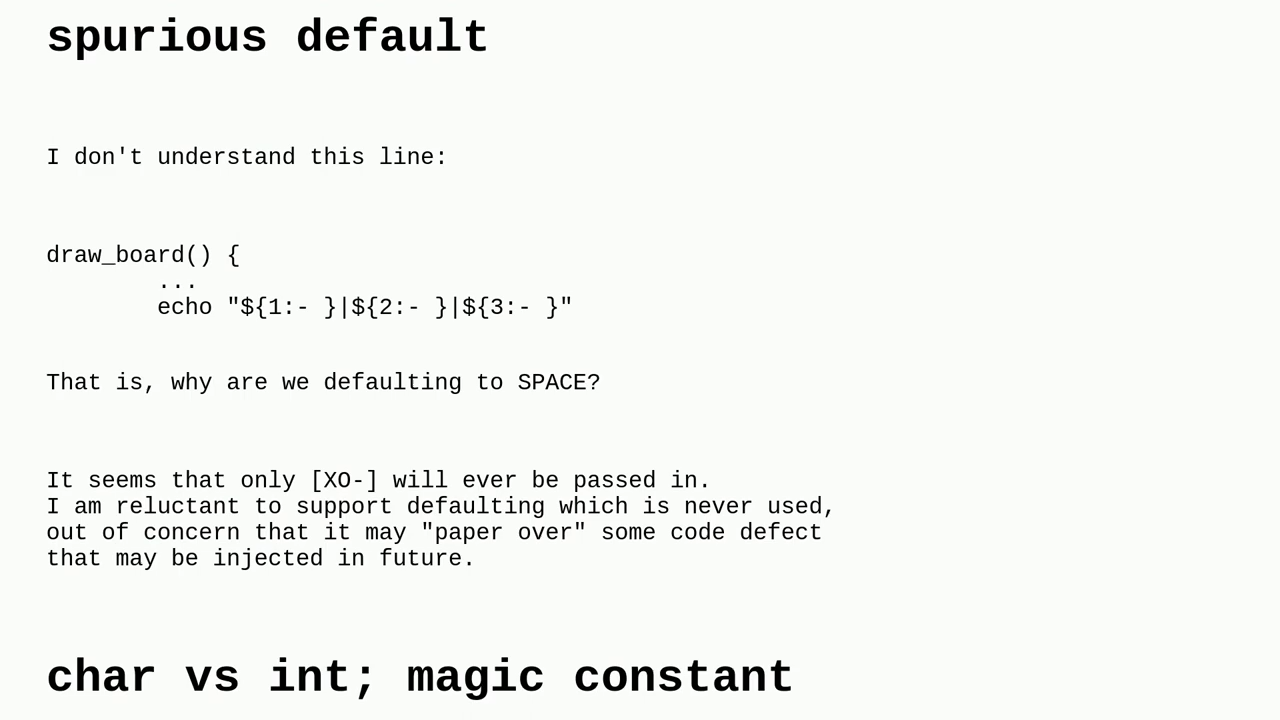 spurious default
I don't understand this line:
draw_board() {
        ...
        echo "${1:- }|${2:- }|${3:- }"
That is, why are we defaulting to SPACE?
It seems that only [XO-] will ever be passed in.
I am reluctant to support defaulting which is never used,
out of concern that it may "paper over" some code defect
that may be injected in future.
char vs int; magic constant